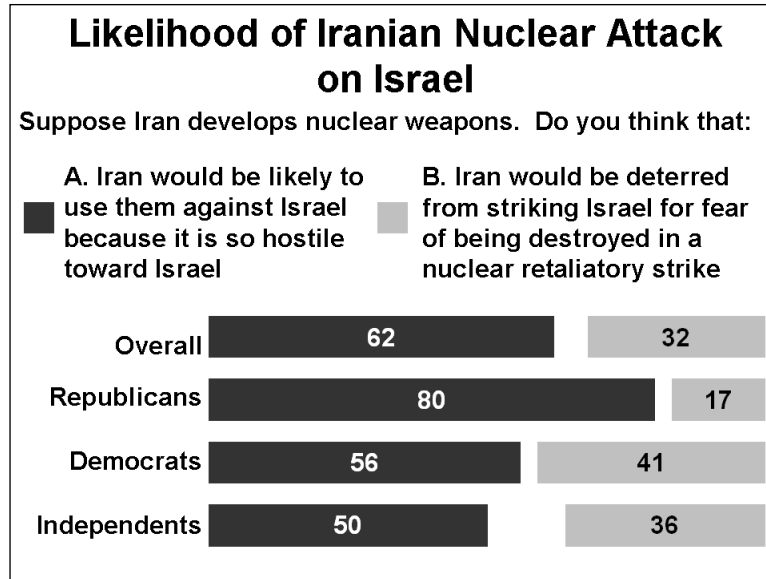 Likelihood of Iranian Nuclear Attack
on Israel
Suppose Iran develops nuclear weapons.  Do you think that:
A. Iran would be likely to
use them against Israel
because it is so hostile
toward Israel
B. Iran would be deterred
from striking Israel for fear
of being destroyed in a
nuclear retaliatory strike
Overall 62 32
Republicans 80 17
Democrats 56 41
Independents 50 36